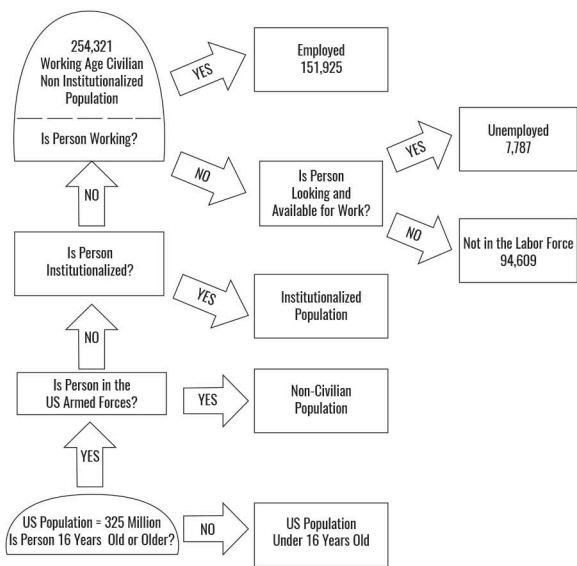 254,321
Working Age Civilian
Non Institutionalized
Population
Is Person Working?
YES
Employed
151,925
NO
Is Person
Looking and
Available for Work?
YES
Unemployed
7,787
NO
Not in the Labor Force
94,609
NO
Is Person
Institutionalized?
YES
Institutionalized
Population
NO
Is Person in the
US Armed Forces?
YES
Non-Civilian
Population
YES
US Population = 325 Million
Is Person 16 Years Old or Older?
NO
US Population
Under 16 Years Old